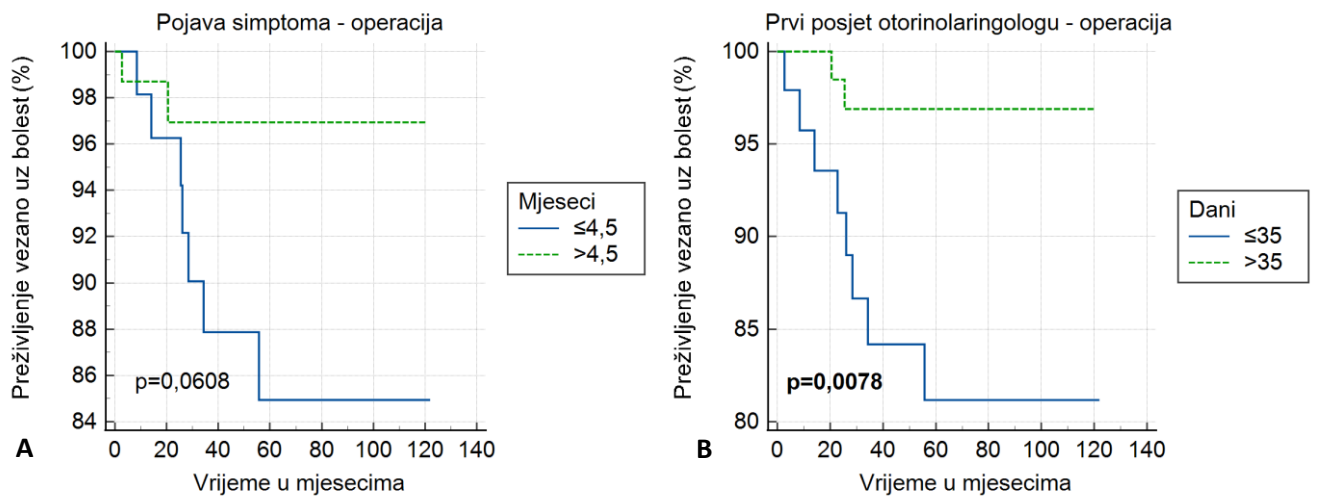 Pojava simptoma - operacija
Preživljenje vezano uz bolest (%)
100
98
96
94
92
90
88
86
84
p=0,0608
0 20 40 60 80 100 120 140
Vrijeme u mjesecima
A
Mjeseci
≤4,5
>4,5
Prvi posjet otorinolaringologu - operacija
Preživljenje vezano uz bolest (%)
100
95
90
85
80
p=0,0078
0 20 40 60 80 100 120 140
Vrijeme u mjesecima
B
Dani
≤35
>35